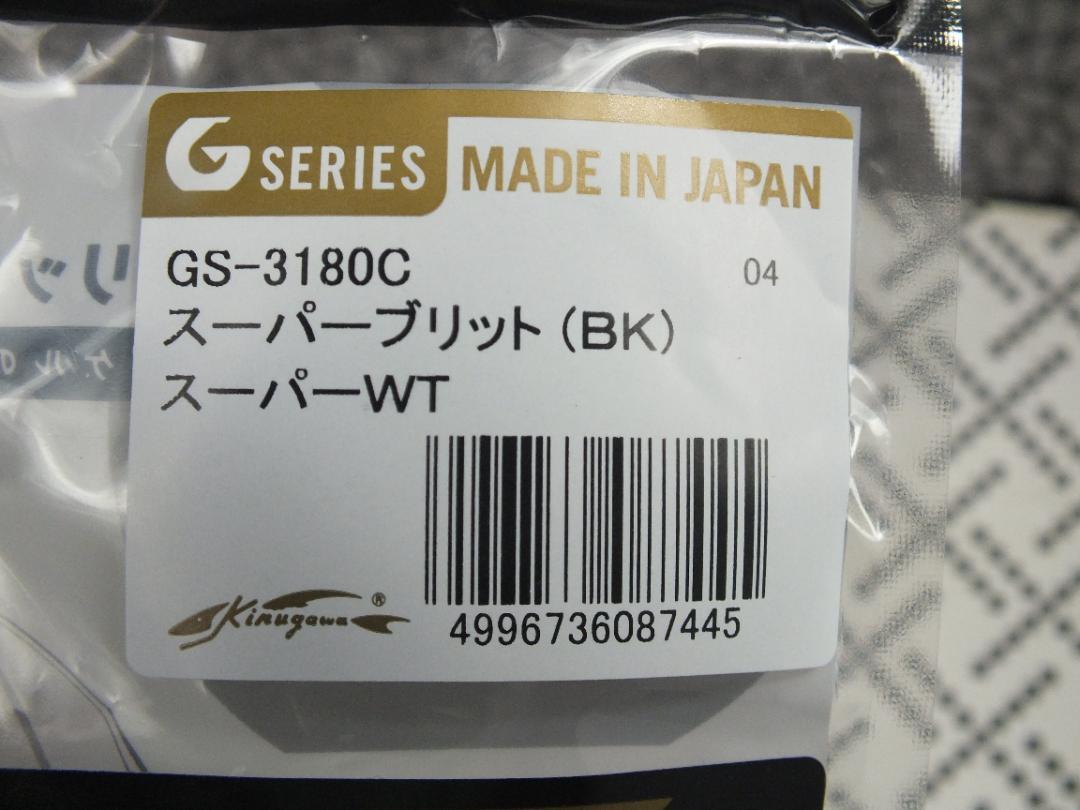 G SERIES MADE IN JAPAN
GS-3180C 04
スーパーブリット(BK)
スーパーWT
Kinugawa®
4996736087445